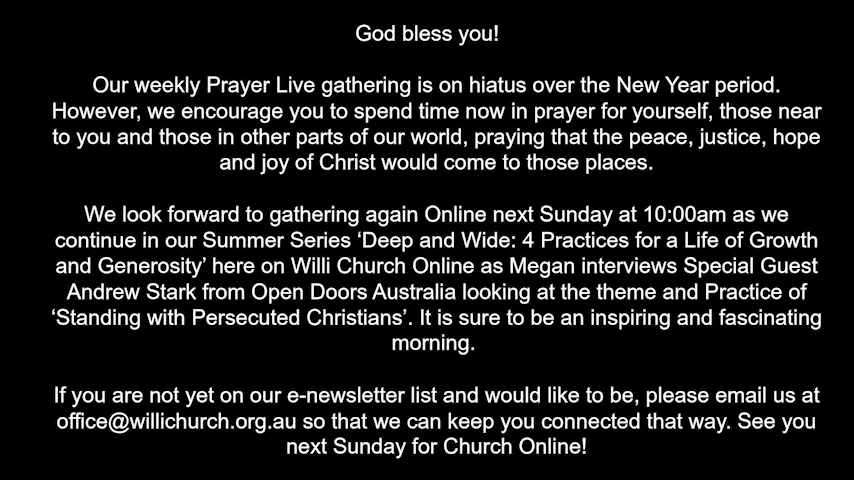 God bless you!
Our weekly Prayer Live gathering is on hiatus over the New Year period.
However, we encourage you to spend time now in prayer for yourself, those near
to you and those in other parts of our world, praying that the peace, justice, hope
and joy of Christ would come to those places.
We look forward to gathering again Online next Sunday at 10:00am as we
continue in our Summer Series ‘Deep and Wide: 4 Practices for a Life of Growth
and Generosity’ here on Willi Church Online as Megan interviews Special Guest
Andrew Stark from Open Doors Australia looking at the theme and Practice of
‘Standing with Persecuted Christians’. It is sure to be an inspiring and fascinating
morning.
If you are not yet on our e-newsletter list and would like to be, please email us at
office@willichurch.org.au so that we can keep you connected that way. See you
next Sunday for Church Online!